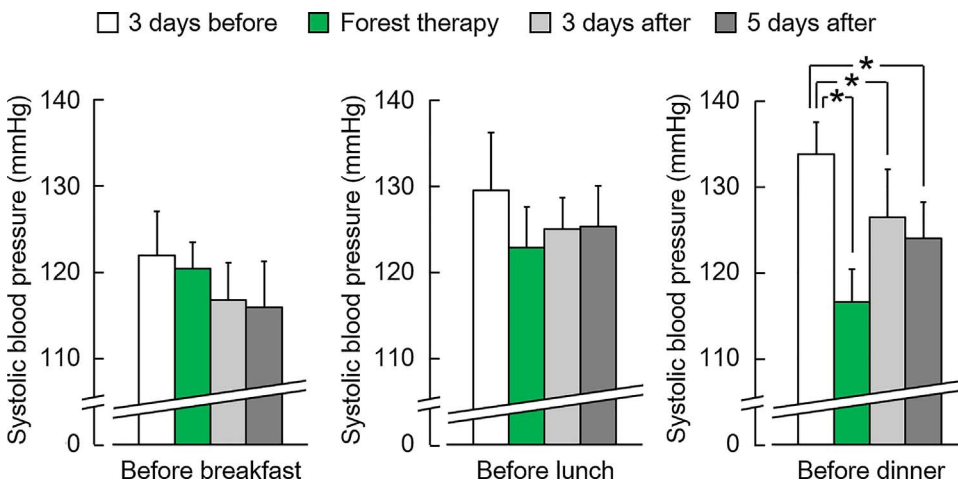 3 days before Forest therapy 3 days after 5 days after
Systolic blood pressure (mmHg)
140
130
120
110
0
Before breakfast
Systolic blood pressure (mmHg)
140
130
120
110
0
Before lunch
Systolic blood pressure (mmHg)
140
130
120
110
0
*
*
*
Before dinner